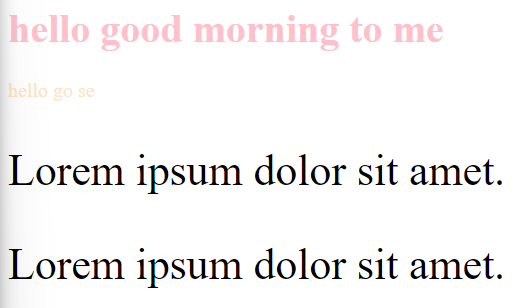 hello good morning to me
hello go se
Lorem ipsum dolor sit amet.
Lorem ipsum dolor sit amet.